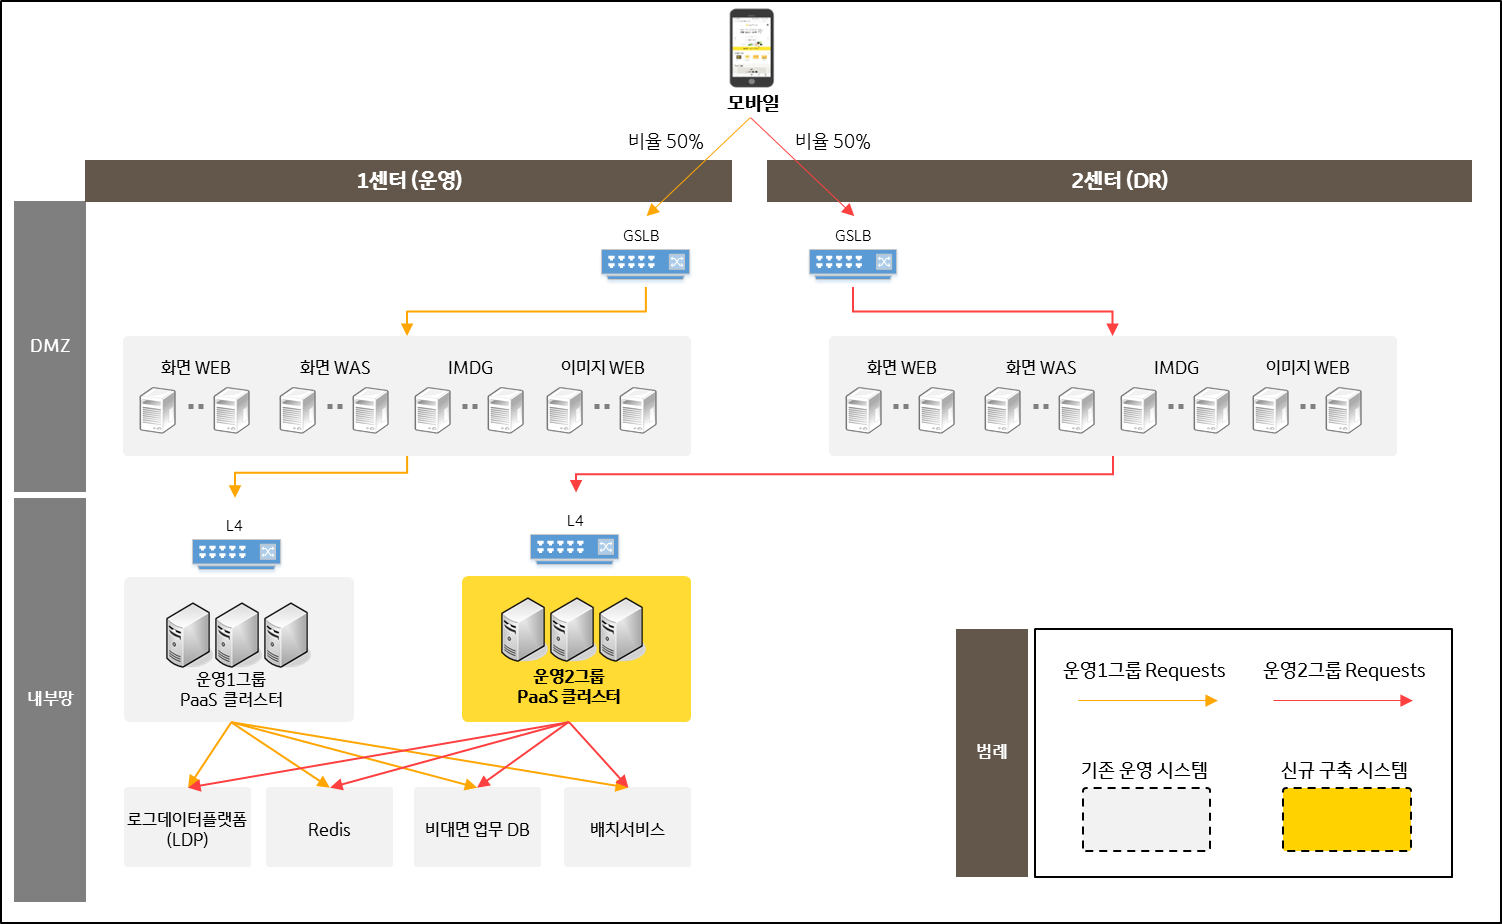 모바일
비율 50%
비율 50%
1센터 (운영)
2센터 (DR)
DMZ
GSLB
GSLB
화면 WEB
화면 WAS
IMDG
이미지 WEB
화면 WEB
화면 WAS
IMDG
이미지 WEB
내부망
L4
L4
운영1그룹
PaaS 클러스터
운영2그룹
PaaS 클러스터
로그데이터플랫폼
(LDP)
Redis
비대면 업무 DB
배치서비스
범례
운영1그룹 Requests
운영2그룹 Requests
기존 운영 시스템
신규 구축 시스템